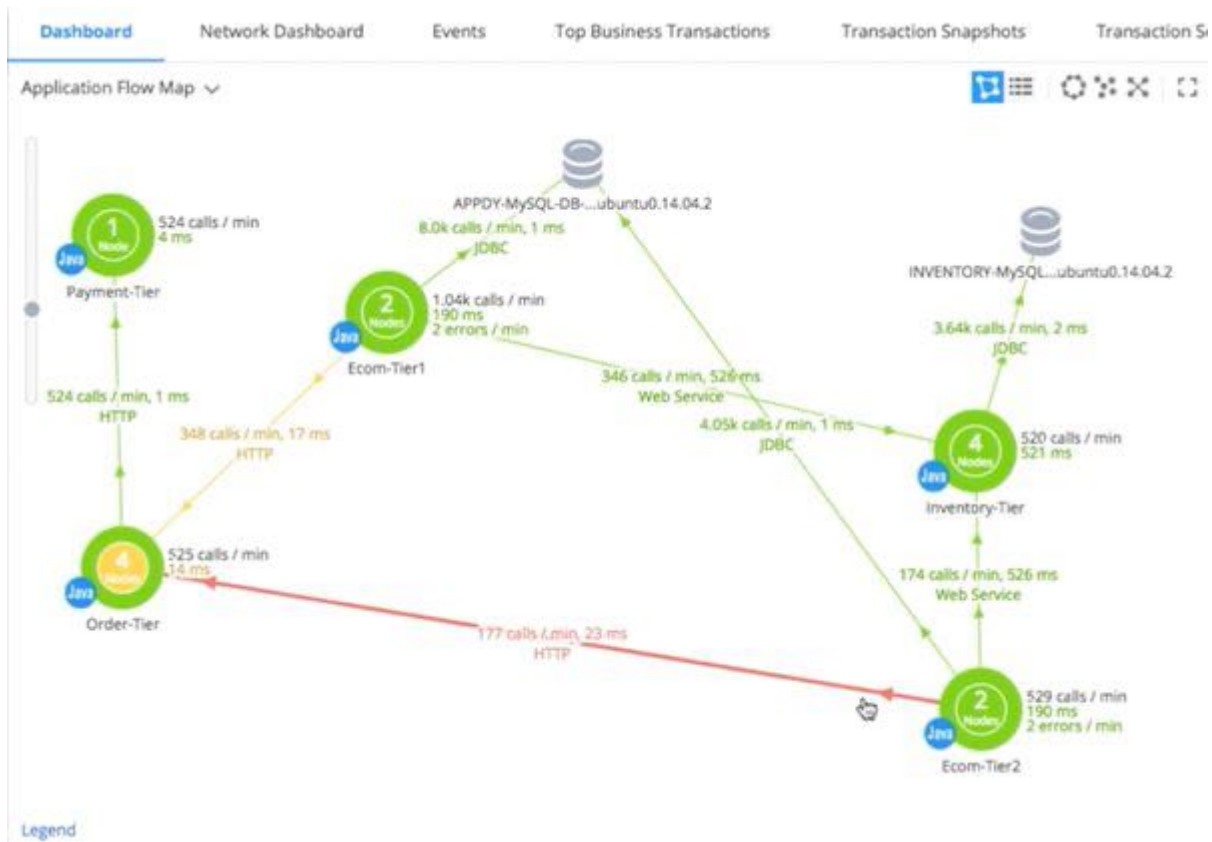 Dashboard
Network Dashboard
Events
Top Business Transactions
Transaction Snapshots
Transaction S
Application Flow Map
APPDY-MySQL-DB-...ubuntu0.14.04.2
8.0k calls / min, 1 ms
JDBC
1
Node
524 calls / min
4 ms
Java
Payment-Tier
INVENTORY-MySQL...ubuntu0.14.04.2
2
Nodes
1.04k calls / min
190 ms
2 errors / min
Java
Ecom-Tier1
3.64k calls / min, 2 ms
JDBC
346 calls / min, 526 ms
Web Service
524 calls / min, 1 ms
HTTP
348 calls / min, 17 ms
HTTP
4.05k calls / min, 1 ms
JDBC
4
Nodes
520 calls / min
521 ms
Java
Inventory-Tier
4
Nodes
525 calls / min
14 ms
Java
Order-Tier
174 calls / min, 526 ms
Web Service
177 calls / min, 23 ms
HTTP
2
Nodes
529 calls / min
190 ms
2 errors / min
Java
Ecom-Tier2
Legend